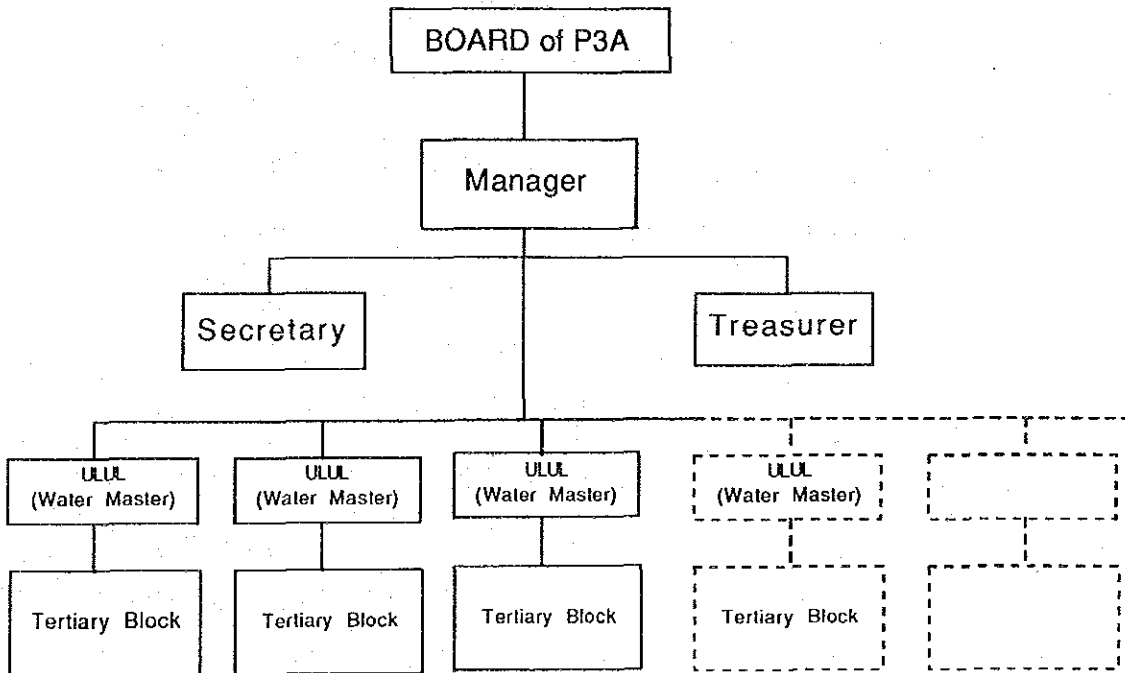 BOARD of P3A
Manager
Secretary
Treasurer
ULUL
(Water Master)
ULUL
(Water Master)
ULUL
(Water Master)
ULUL
(Water Master)
Tertiary Block
Tertiary Block
Tertiary Block
Tertiary Block